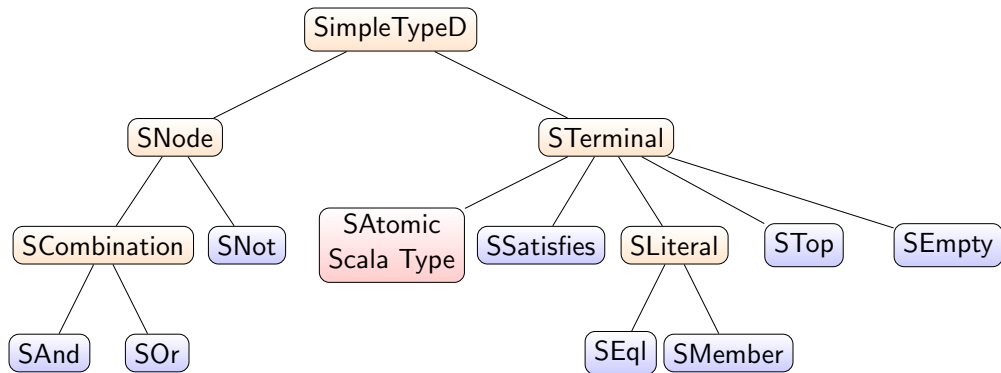 SimpleTypeD
SNode
STerminal
SCombination
SNot
SAtomic
Scala Type
SSatisfies
SLiteral
STop
SEmpty
SAnd
SOr
SEql
SMember